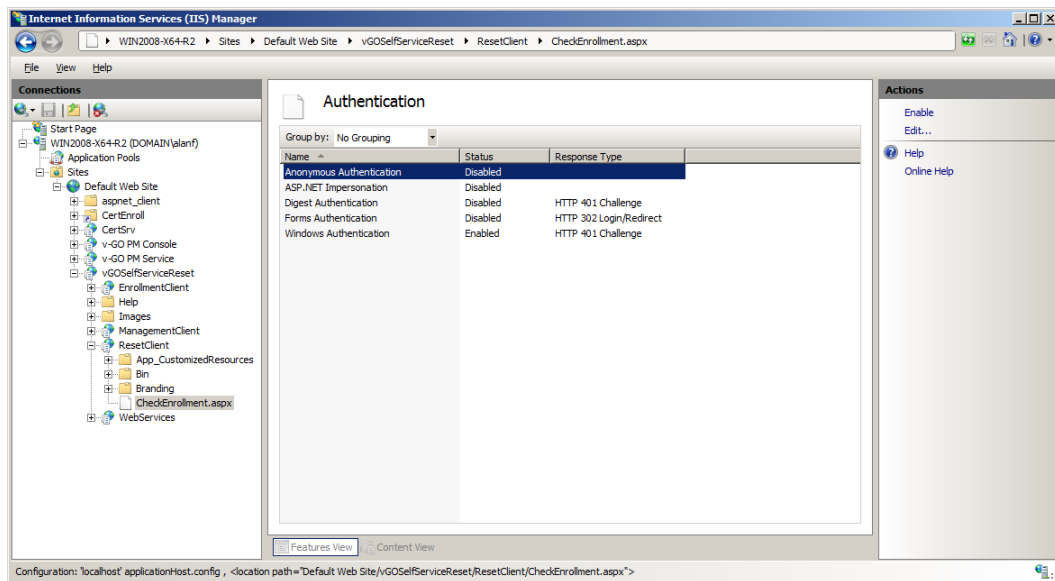 Internet Information Services (IIS) Manager
WIN2008-X64-R2 Sites Default Web Site vGOSelfServiceReset ResetClient CheckEnrollment.aspx
File View Help
Connections
Start Page
WIN2008-X64-R2 (DOMAIN\alanf)
Application Pools
Sites
Default Web Site
aspnet_client
CertEnroll
CertSrv
v-GO PM Console
v-GO PM Service
vGOSelfServiceReset
EnrollmentClient
Help
Images
ManagementClient
ResetClient
App_CustomizedResources
Bin
Branding
CheckEnrollment.aspx
WebServices
Authentication
Group by: No Grouping
Name Status Response Type
Anonymous Authentication Disabled
ASP.NET Impersonation Disabled
Digest Authentication Disabled HTTP 401 Challenge
Forms Authentication Disabled HTTP 302 Login/Redirect
Windows Authentication Enabled HTTP 401 Challenge
Features View Content View
Actions
Enable
Edit...
Help
Online Help
Configuration: 'localhost' applicationHost.config , <location path="Default Web Site/vGOSelfServiceReset/ResetClient/CheckEnrollment.aspx">